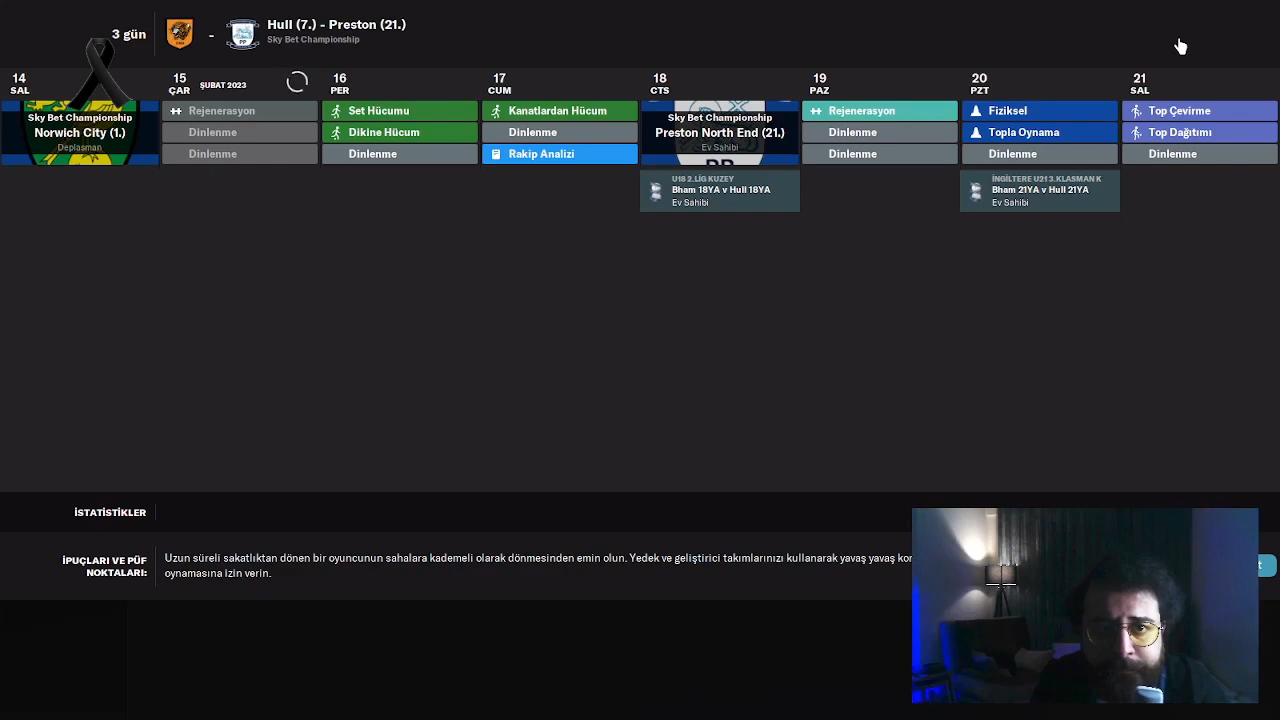 3 gün
Hull (7.) - Preston (21.)
Sky Bet Championship
14
SAL
15
ÇAR
ŞUBAT 2023
16
PER
17
CUM
18
CTS
19
PAZ
20
PZT
21
SAL
Sky Bet Championship
Norwich City (1.)
Deplasman
Rejenerasyon
Dinlenme
Dinlenme
Set Hücumu
Dikine Hücum
Dinlenme
Kanatlardan Hücum
Dinlenme
Rakip Analizi
Sky Bet Championship
Preston North End (21.)
Ev Sahibi
PP
Rejenerasyon
Dinlenme
Dinlenme
Fiziksel
Topla Oynama
Dinlenme
Top Çevirme
Top Dağıtımı
Dinlenme
U18 2.LİG KUZEY
Bham 18YA v Hull 18YA
Ev Sahibi
İNGİLTERE U21 3.KLASMAN K
Bham 21YA v Hull 21YA
Ev Sahibi
İSTATİSTİKLER
İPUÇLARI VE PÜF
NOKTALARI:
Uzun süreli sakatlıktan dönen bir oyuncunun sahalara kademeli olarak dönmesinden emin olun. Yedek ve geliştirici takımlarınızı kullanarak yavaş yavaş
oynamasına izin verin.